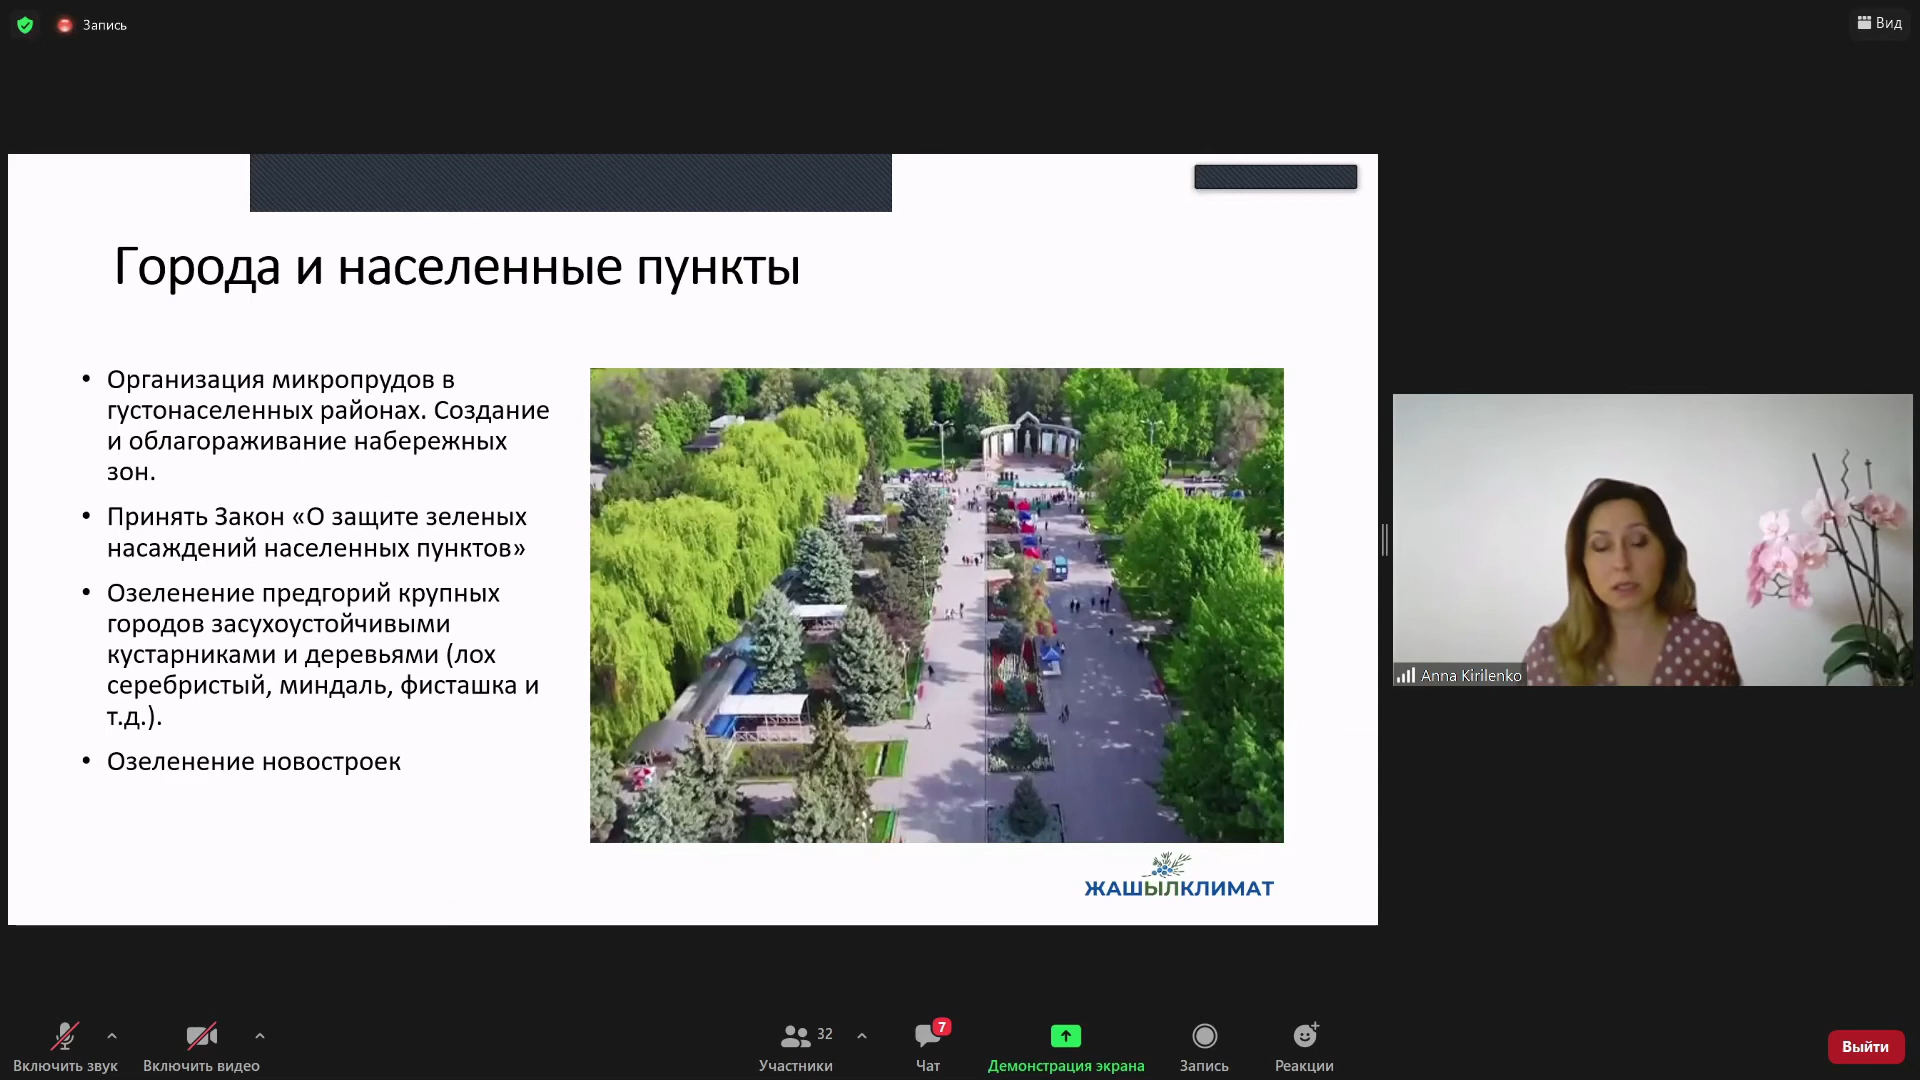 Запись
Вид
Города и населенные пункты
• Организация микропрудов в
густонаселенных районах. Создание
и облагораживание набережных
зон.
• Принять Закон «О защите зеленых
насаждений населенных пунктов»
• Озеленение предгорий крупных
городов засухоустойчивыми
кустарниками и деревьями (лох
серебристый, миндаль, фисташка и
т.д.).
• Озеленение новостроек
ЖАШЫЛКЛИМАТ
Anna Kirilenko
Включить звук
Включить видео
32
Участники
7
Чат
Демонстрация экрана
Запись
Реакции
Выйти